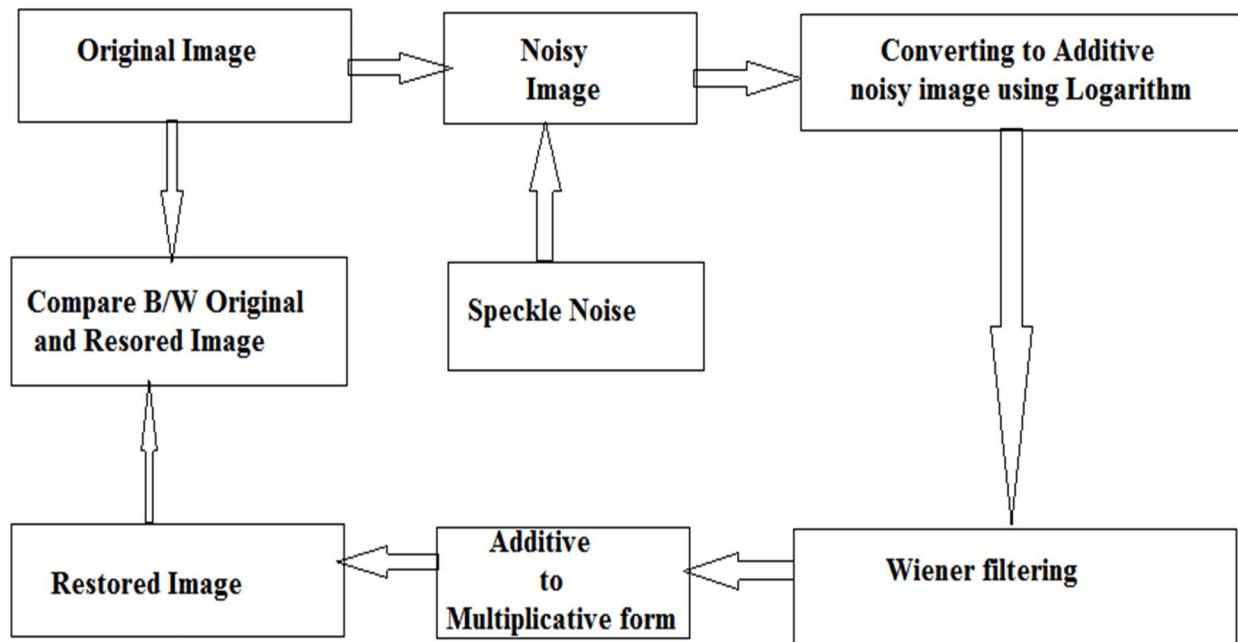 Original Image
Noisy
Image
Converting to Additive
noisy image using Logarithm
Compare B/W Original
and Resored Image
Speckle Noise
Restored Image
Additive
to
Multiplicative form
Wiener filtering